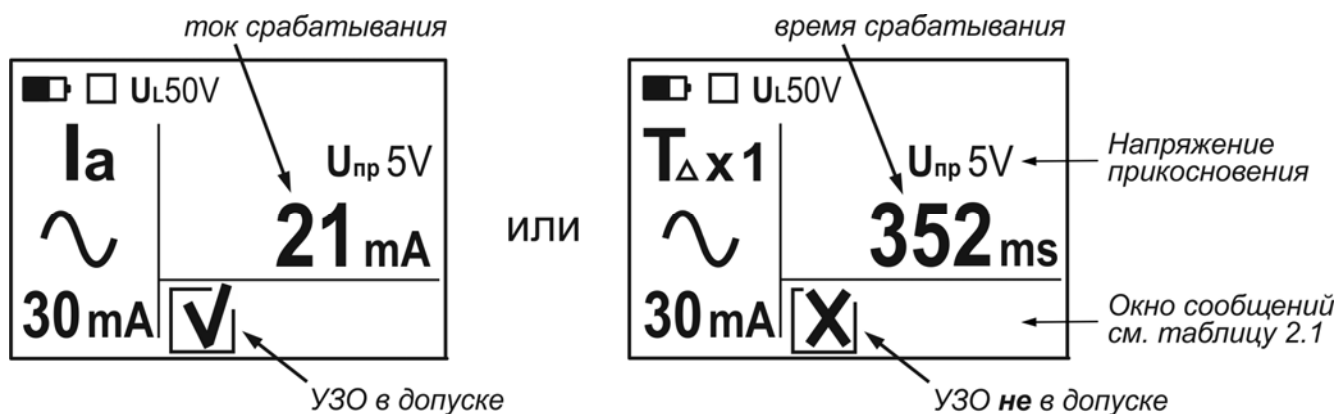 ток срабатывания
время срабатывания
UL50V
UL50V
Ia
Uпр 5V
TΔ x 1
Uпр 5V
Напряжение
прикосновения
21 mA
или
352 ms
30 mA
30 mA
Окно сообщений
см. таблицу 2.1
УЗО в допуске
УЗО не в допуске